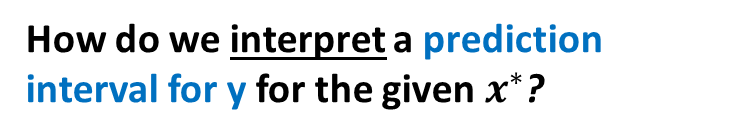 How do we interpret a prediction
interval for y for the given x*?